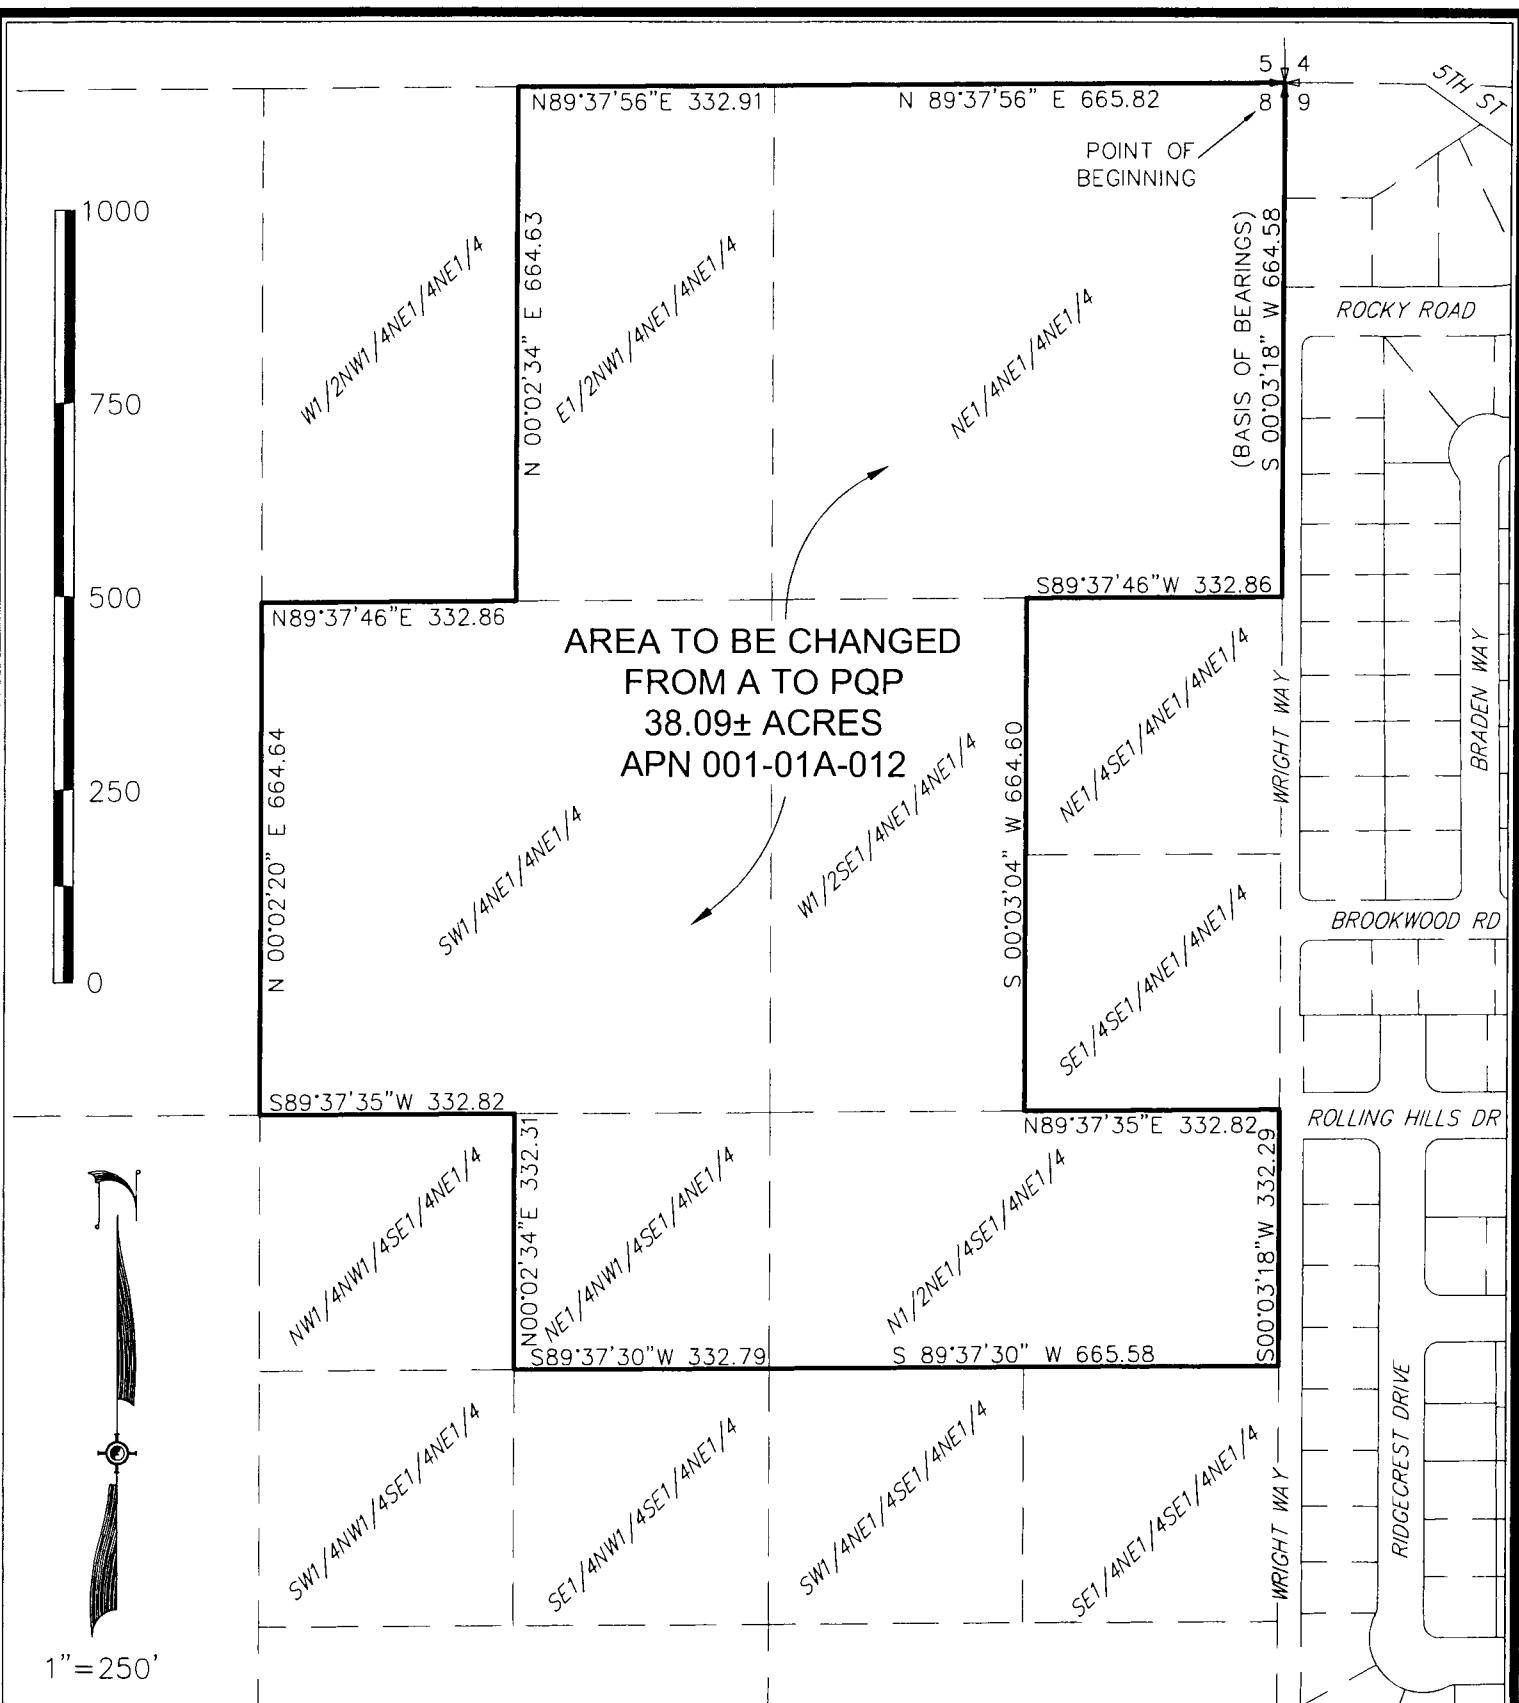 5 4
8 9
5TH ST
N89°37'56"E 332.91
N 89°37'56" E 665.82
POINT OF
BEGINNING
1000
750
500
250
0
W1/2NW1/4NE1/4NE1/4
N 00°02'34" E 664.63
E1/2NW1/4NE1/4NE1/4
NE1/4NE1/4NE1/4
(BASIS OF BEARINGS)
S 00°03'18" W 664.58
ROCKY ROAD
N89°37'46"E 332.86
S89°37'46"W 332.86
AREA TO BE CHANGED
FROM A TO PQP
38.09± ACRES
APN 001-01A-012
N 00°02'20" E 664.64
SW1/4NE1/4NE1/4
W1/2SE1/4NE1/4NE1/4
S 00°03'04" W 664.60
NE1/4SE1/4NE1/4NE1/4
WRIGHT WAY
BRADEN WAY
SE1/4SE1/4NE1/4NE1/4
BROOKWOOD RD
S89°37'35"W 332.82
N89°37'35"E 332.82
ROLLING HILLS DR
NW1/4NW1/4SE1/4NE1/4
N00°02'34"E 332.31
NE1/4NW1/4SE1/4NE1/4
N1/2NE1/4SE1/4NE1/4
S00°03'18"W 332.29
S89°37'30"W 332.79
S 89°37'30" W 665.58
SW1/4NW1/4SE1/4NE1/4
SE1/4NW1/4SE1/4NE1/4
SW1/4NE1/4SE1/4NE1/4
SE1/4NE1/4SE1/4NE1/4
WRIGHT WAY
RIDGECREST DRIVE
1"=250'